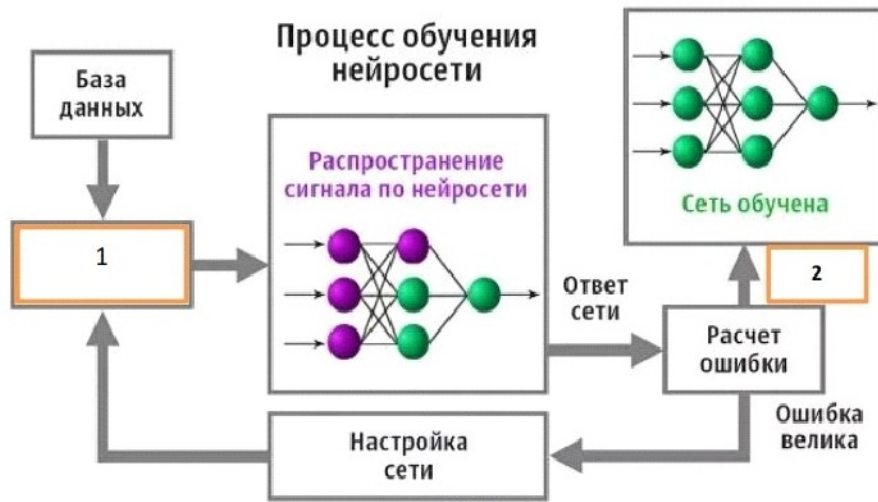 Процесс обучения
нейросети
База
данных
1
Распространение
сигнала по нейросети
Сеть обучена
2
Ответ
сети
Расчет
ошибки
Ошибка
велика
Настройка
сети